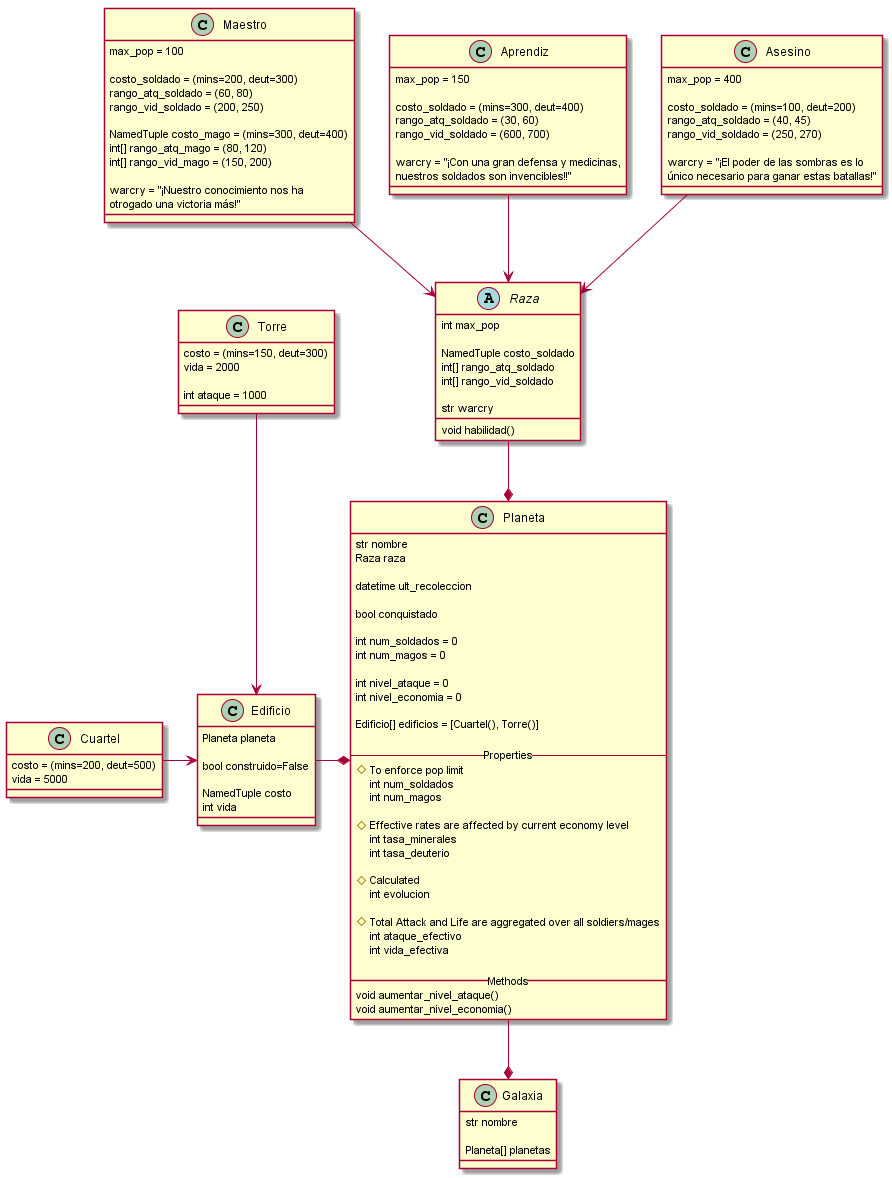 C Maestro
max_pop = 100
costo_soldado = (mins=200, deut=300)
rango_atq_soldado = (60, 80)
rango_vid_soldado = (200, 250)
NamedTuple costo_mago = (mins=300, deut=400)
int[] rango_atq_mago = (80, 120)
int[] rango_vid_mago = (150, 200)
warcry = "¡Nuestro conocimiento nos ha
otrogado una victoria más!"
C Aprendiz
max_pop = 150
costo_soldado = (mins=300, deut=400)
rango_atq_soldado = (30, 60)
rango_vid_soldado = (600, 700)
warcry = "¡Con una gran defensa y medicinas,
nuestros soldados son invencibles!!"
C Asesino
max_pop = 400
costo_soldado = (mins=100, deut=200)
rango_atq_soldado = (40, 45)
rango_vid_soldado = (250, 270)
warcry = "¡El poder de las sombras es lo
único necesario para ganar estas batallas!"
A Raza
int max_pop
NamedTuple costo_soldado
int[] rango_atq_soldado
int[] rango_vid_soldado
str warcry
void habilidad()
C Torre
costo = (mins=150, deut=300)
vida = 2000
int ataque = 1000
C Planeta
str nombre
Raza raza
datetime ult_recoleccion
bool conquistado
int num_soldados = 0
int num_magos = 0
int nivel_ataque = 0
int nivel_economia = 0
Edificio[] edificios = [Cuartel(), Torre()]
Properties
To enforce pop limit
int num_soldados
int num_magos
Effective rates are affected by current economy level
int tasa_minerales
int tasa_deuterio
Calculated
int evolucion
Total Attack and Life are aggregated over all soldiers/mages
int ataque_efectivo
int vida_efectiva
Methods
void aumentar_nivel_ataque()
void aumentar_nivel_economia()
C Edificio
Planeta planeta
bool construido=False
NamedTuple costo
int vida
C Cuartel
costo = (mins=200, deut=500)
vida = 5000
C Galaxia
str nombre
Planeta[] planetas